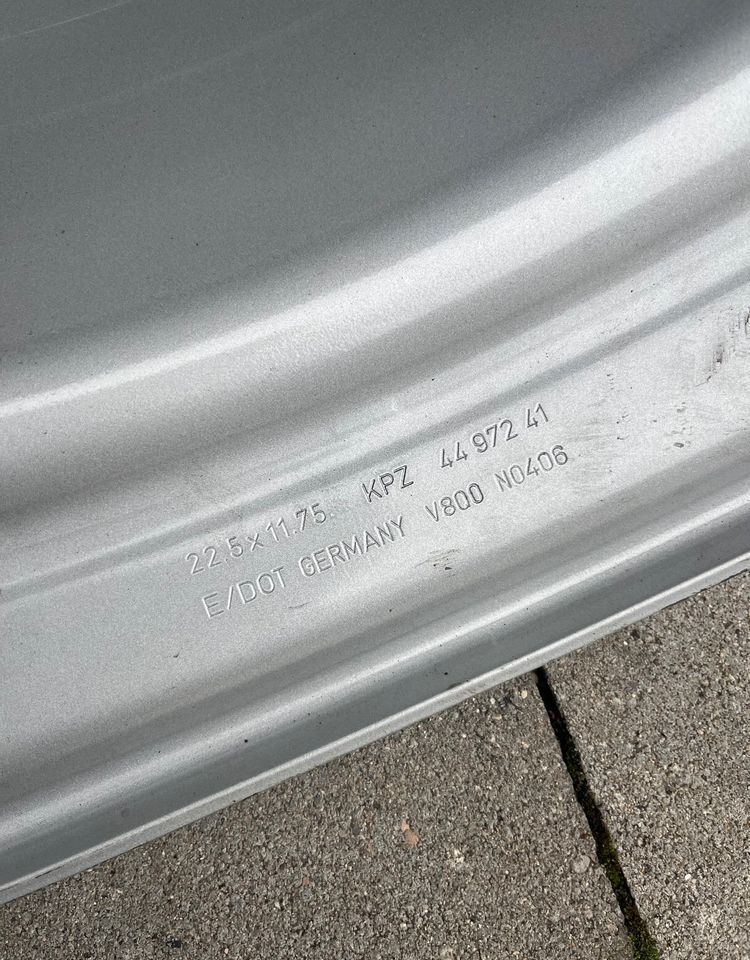 22.5x11.75. KPZ 44 972 41
E/DOT GERMANY V800 N0406